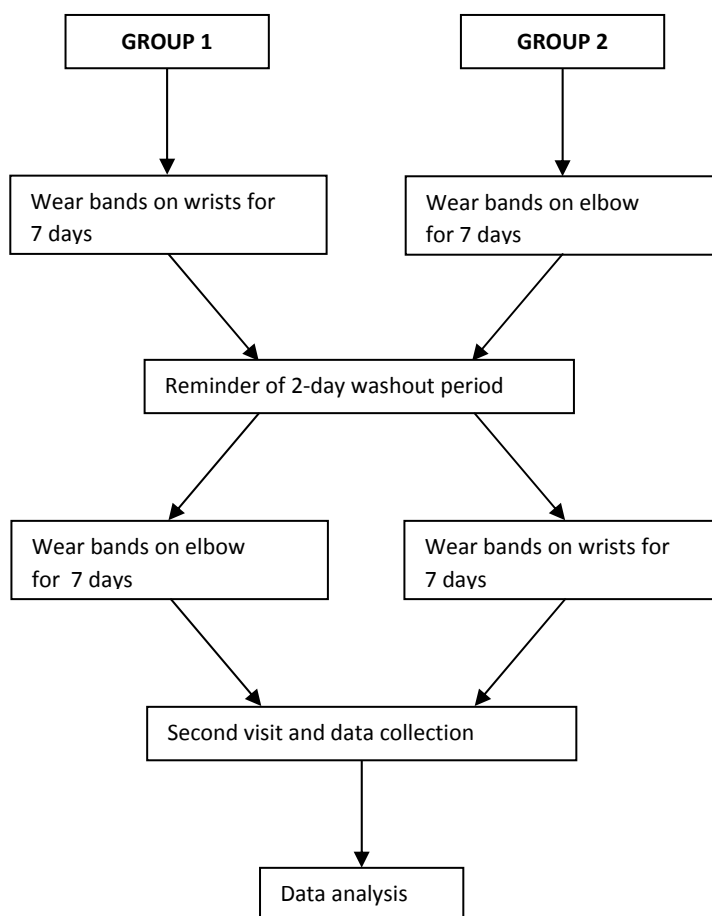 GROUP 1
GROUP 2
Wear bands on wrists for
7 days
Wear bands on elbow
for 7 days
Reminder of 2-day washout period
Wear bands on elbow
for  7 days
Wear bands on wrists for
7 days
Second visit and data collection
Data analysis